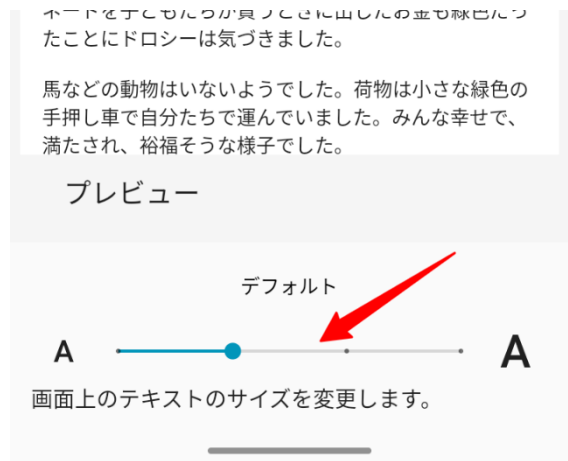 ネードを子どもたちが買うときに出したお金も緑色だっ
たことにドロシーは気づきました。
馬などの動物はいないようでした。荷物は小さな緑色の
手押し車で自分たちで運んでいました。みんな幸せで、
満たされ、裕福そうな様子でした。
プレビュー
デフォルト
A
A
画面上のテキストのサイズを変更します。